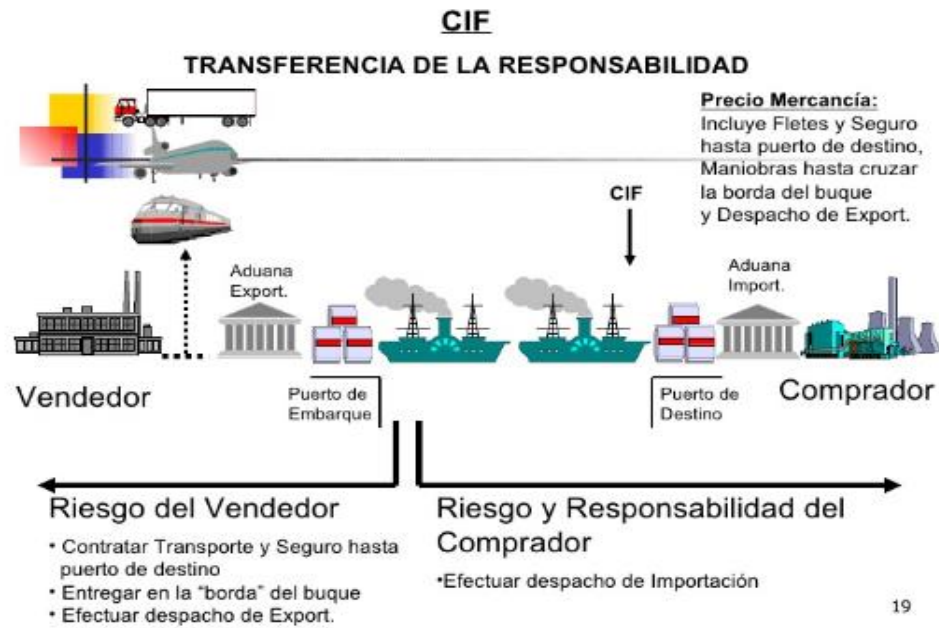 CIF
TRANSFERENCIA DE LA RESPONSABILIDAD
Precio Mercancía:
Incluye Fletes y Seguro
hasta puerto de destino,
Maniobras hasta cruzar
la borda del buque
y Despacho de Export.
CIF
Aduana
Export.
Aduana
Import.
Vendedor
Puerto de
Embarque
Puerto de
Destino
Comprador
Riesgo del Vendedor
• Contratar Transporte y Seguro hasta
puerto de destino
• Entregar en la “borda” del buque
• Efectuar despacho de Export.
Riesgo y Responsabilidad del
Comprador
•Efectuar despacho de Importación
19